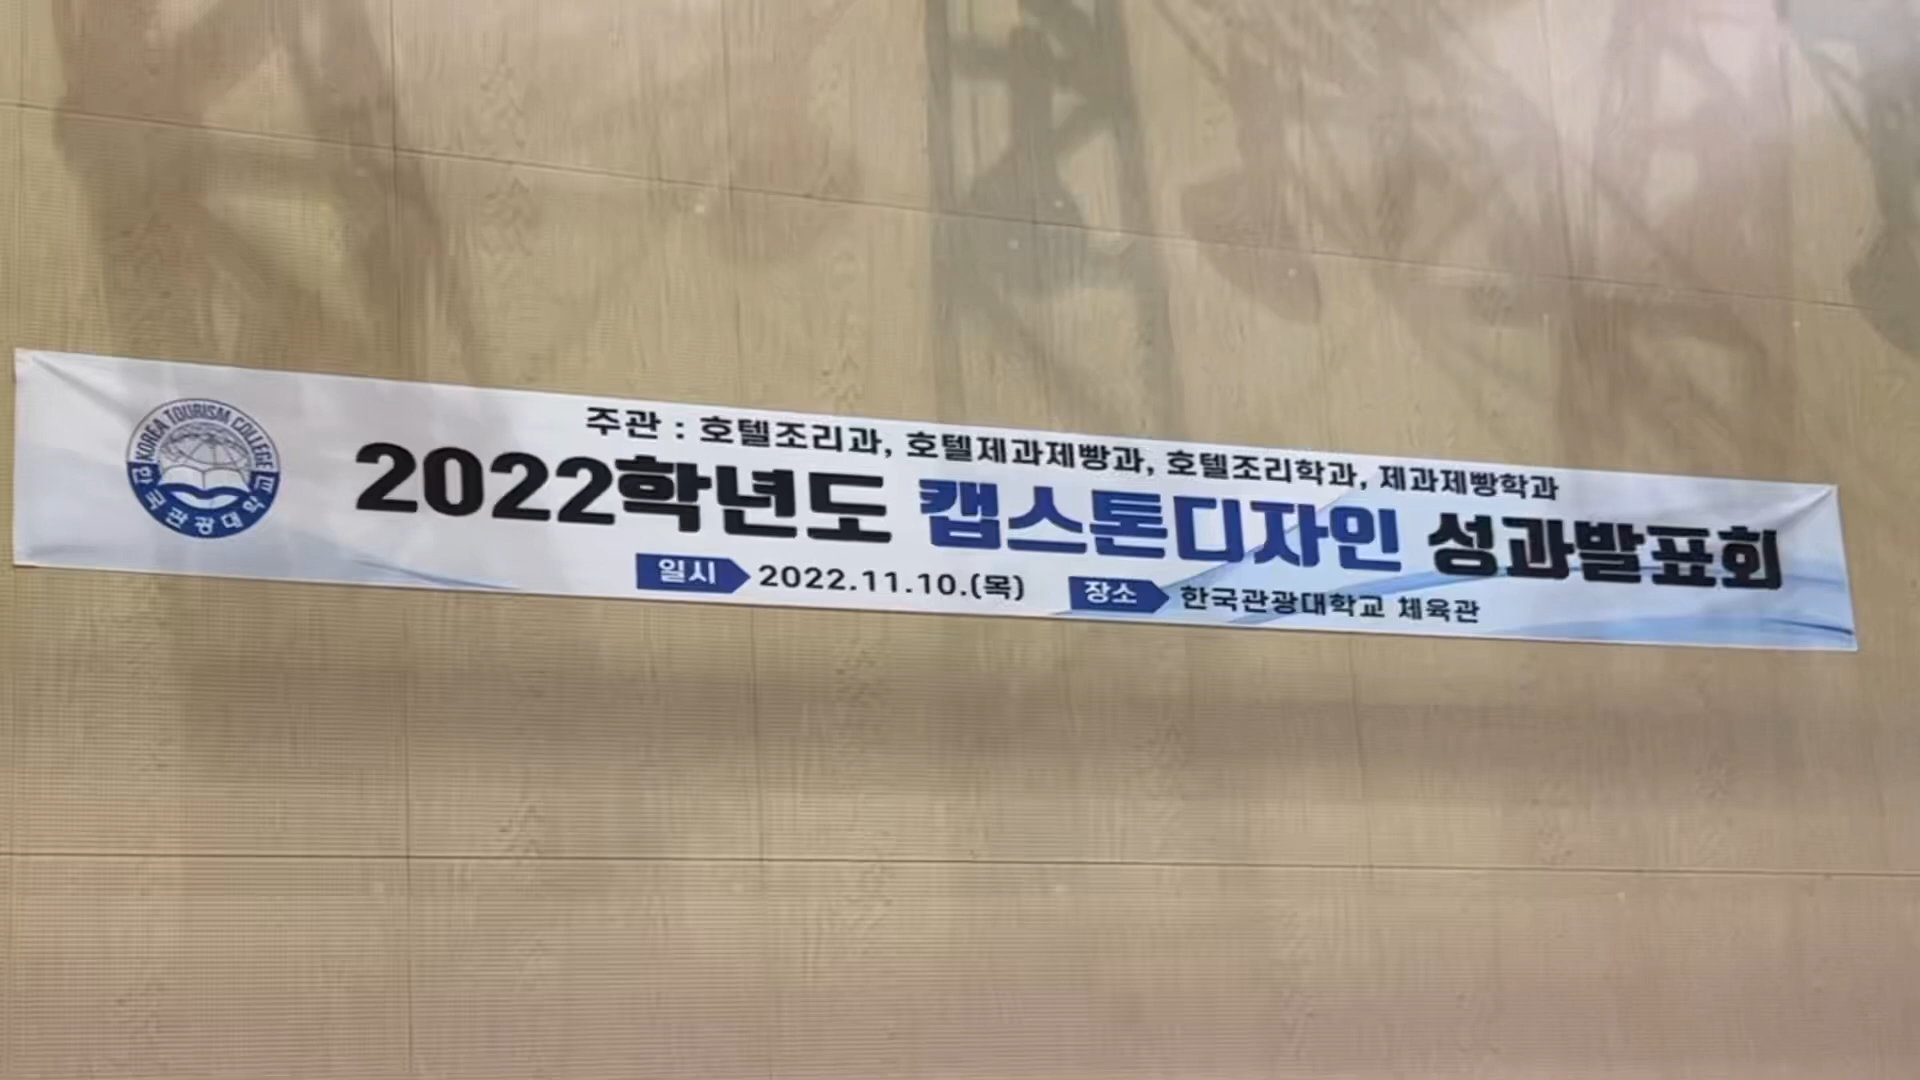 KOREA TOURISM COLLEGE
한국관광대학교
주관 : 호텔조리과, 호텔제과제빵과, 호텔조리학과, 제과제빵학과
2022학년도 캡스톤디자인 성과발표회
일시 2022.11.10.(목) 장소 한국관광대학교 체육관